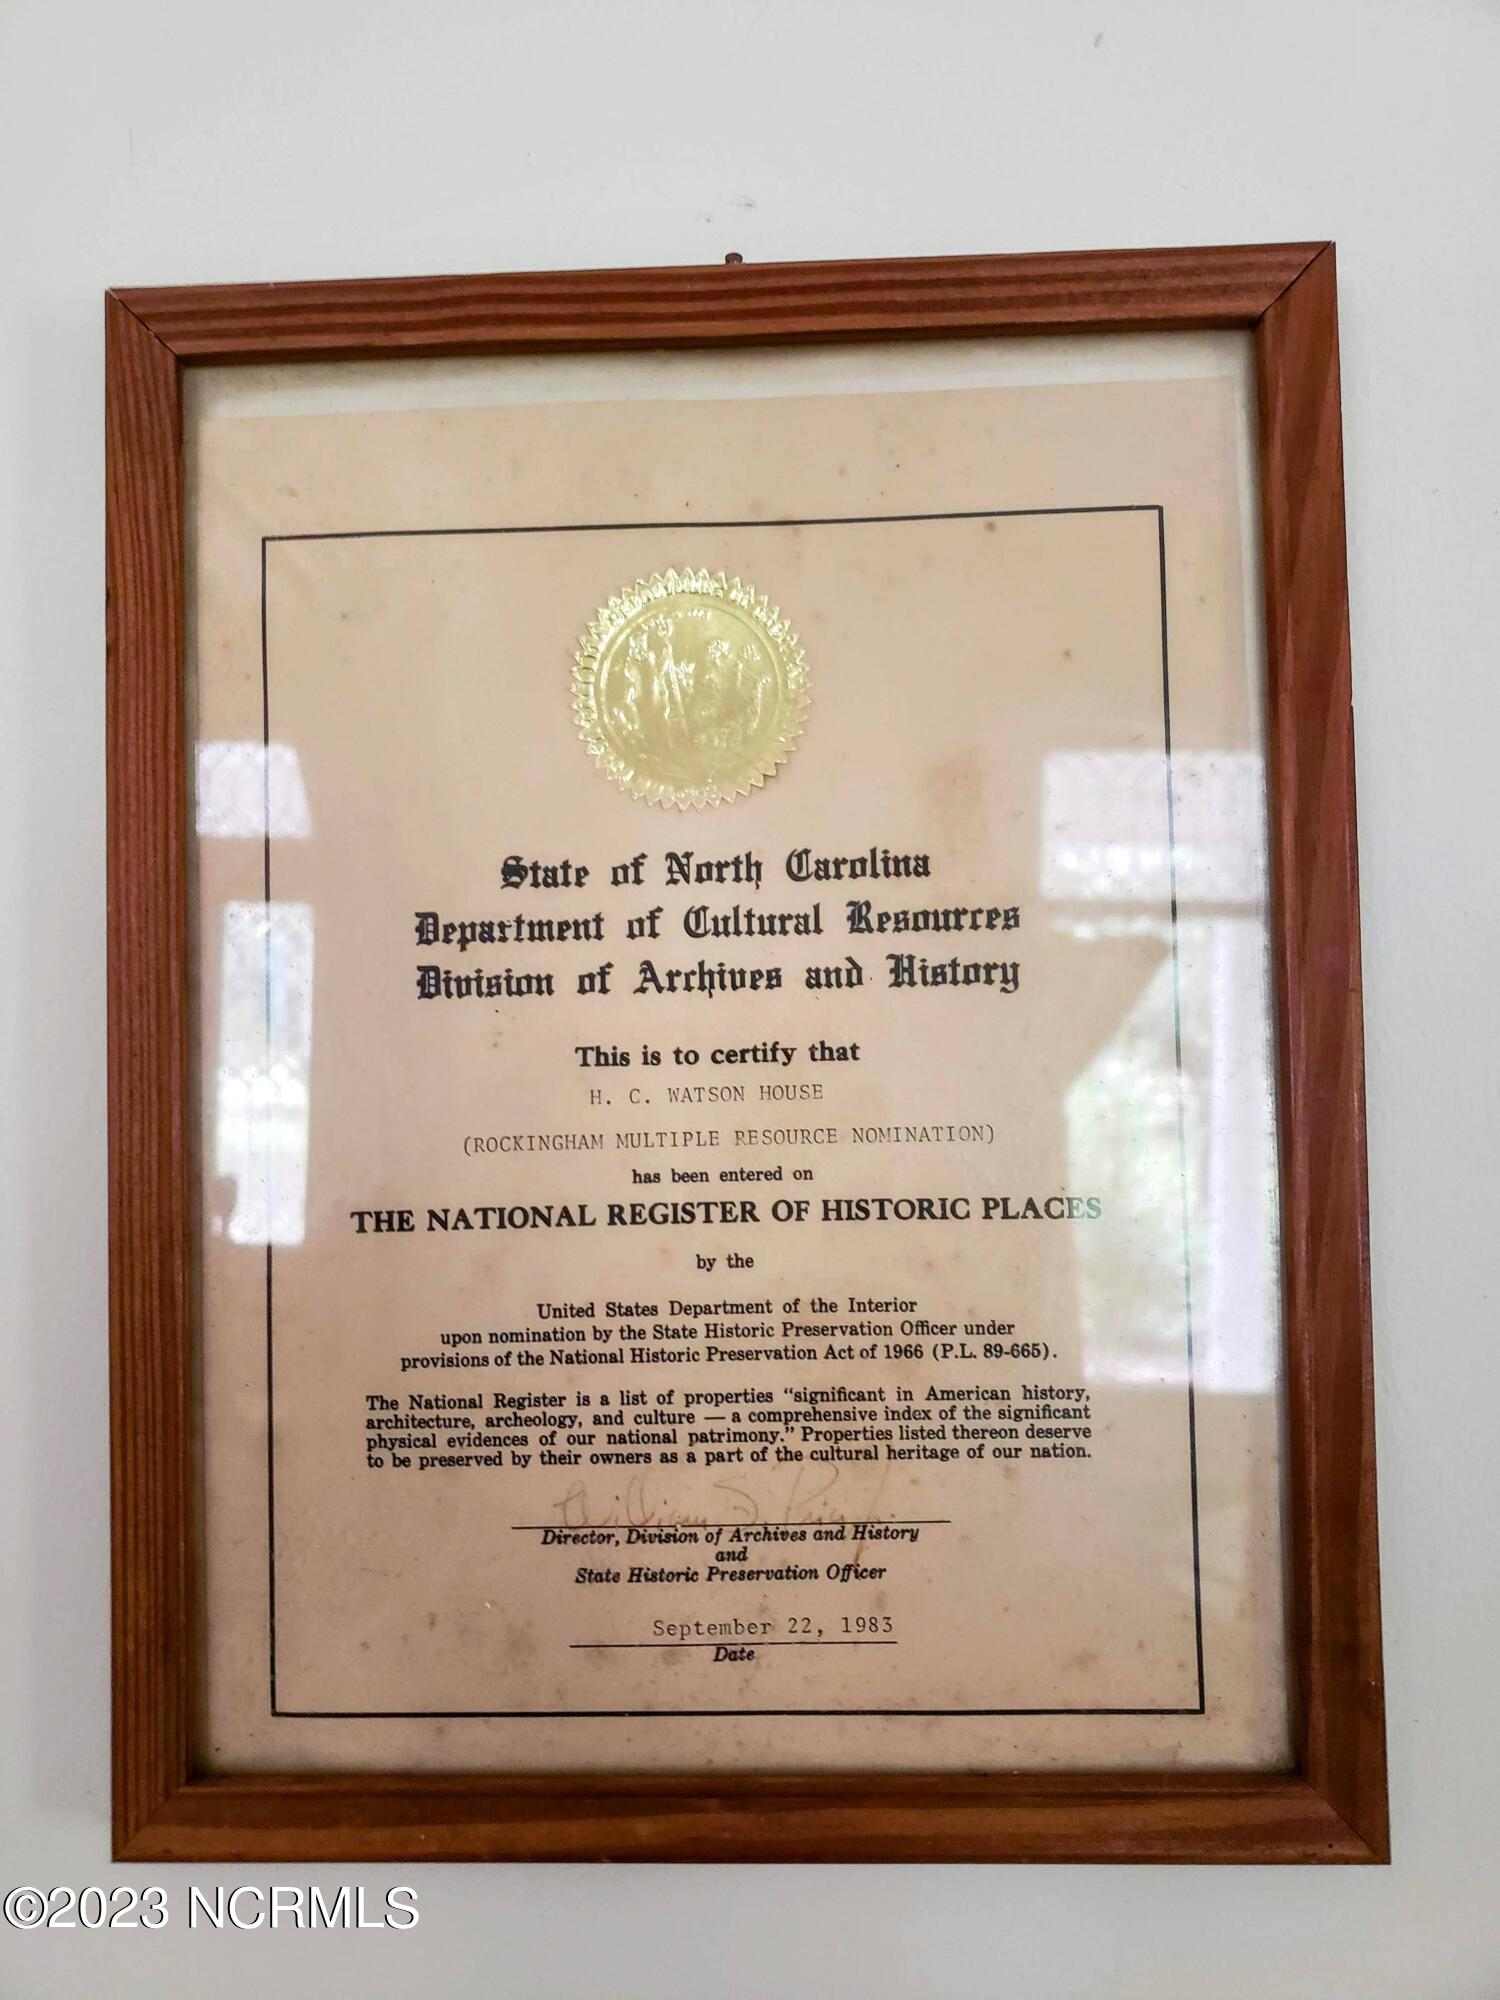 State of North Carolina
Department of Cultural Resources
Division of Archives and History
This is to certify that
H. C. WATSON HOUSE
(ROCKINGHAM MULTIPLE RESOURCE NOMINATION)
has been entered on
THE NATIONAL REGISTER OF HISTORIC PLACES
by the
United States Department of the Interior
upon nomination by the State Historic Preservation Officer under
provisions of the National Historic Preservation Act of 1966 (P.L. 89-665).
The National Register is a list of properties "significant in American history,
architecture, archeology, and culture — a comprehensive index of the significant
physical evidences of our national patrimony." Properties listed thereon deserve
to be preserved by their owners as a part of the cultural heritage of our nation.
William S.
Director, Division of Archives and History
and
State Historic Preservation Officer
September 22, 1983
Date
©2023 NCRMLS